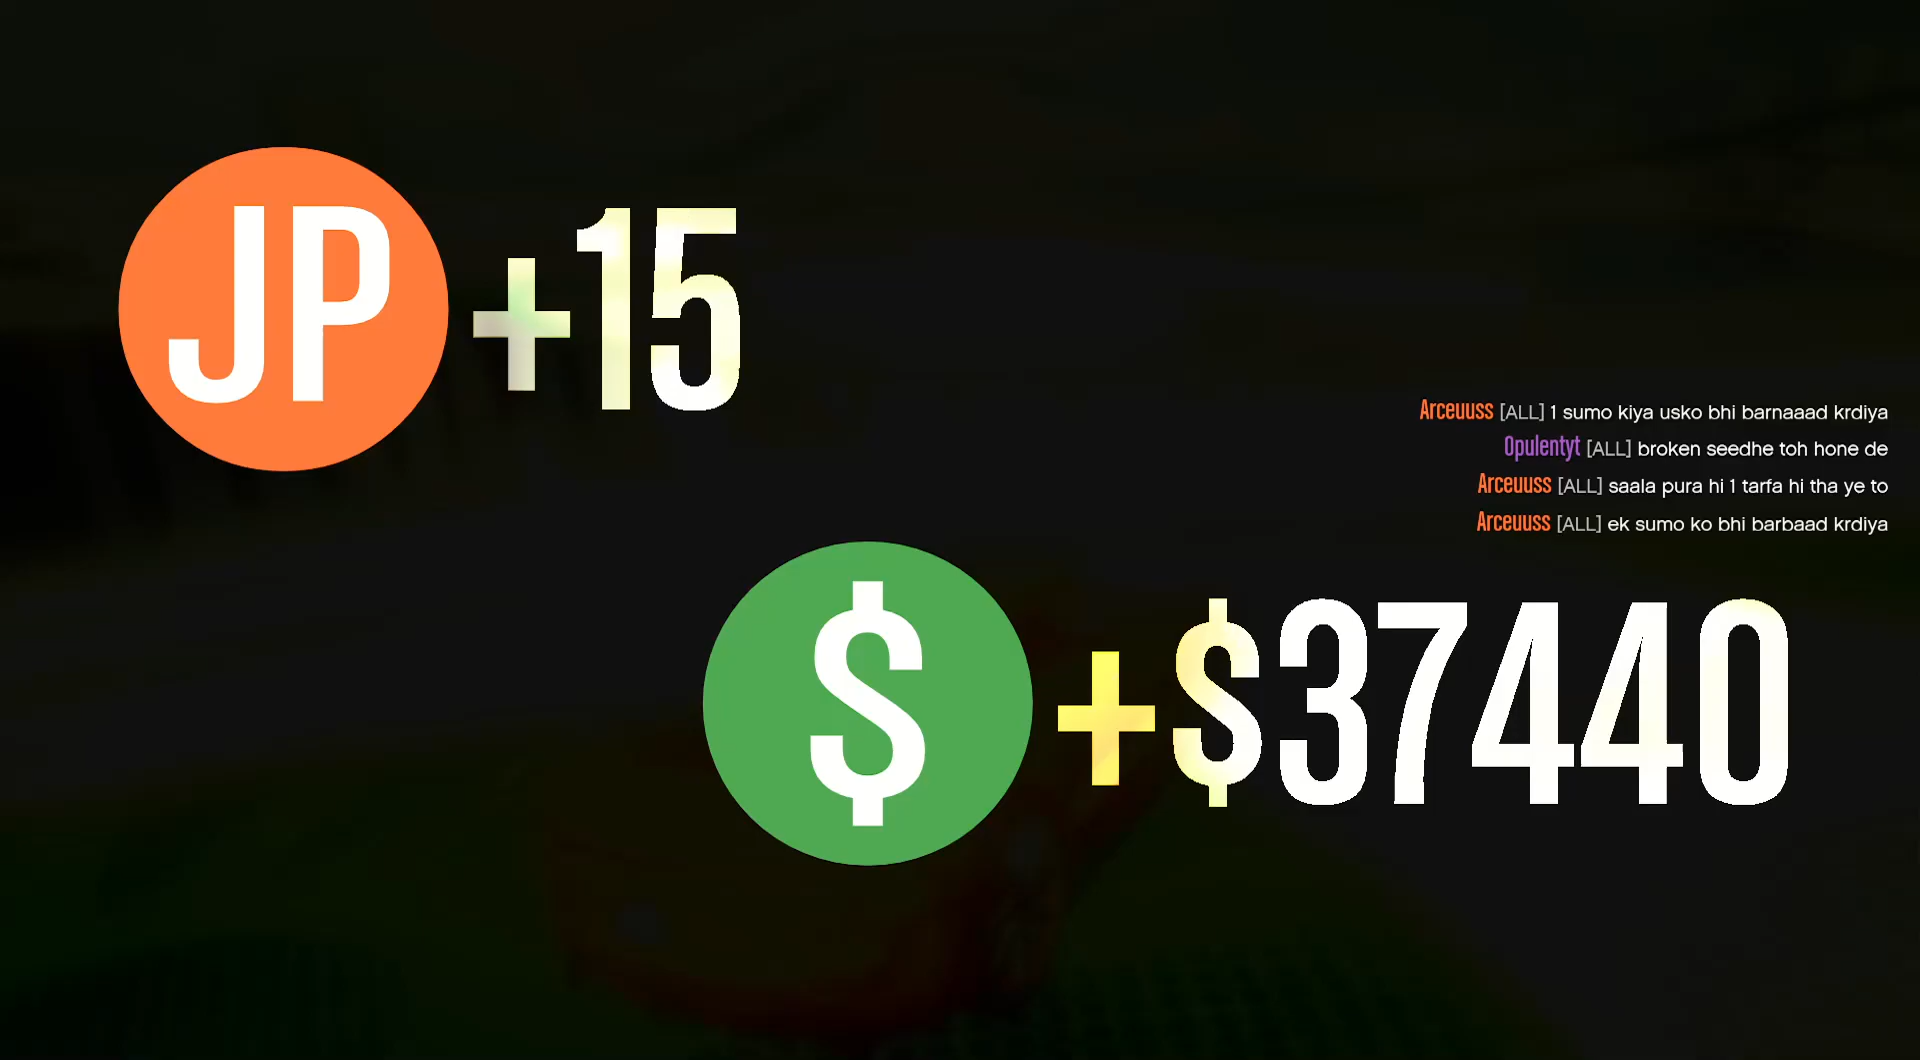 JP +15
Arceuuss [ALL] 1 sumo kiya usko bhi barnaaad krdiya
Opulentyt [ALL] broken seedhe toh hone de
Arceuuss [ALL] saala pura hi 1 tarfa hi tha ye to
Arceuuss [ALL] ek sumo ko bhi barbaad krdiya
$ +$37440